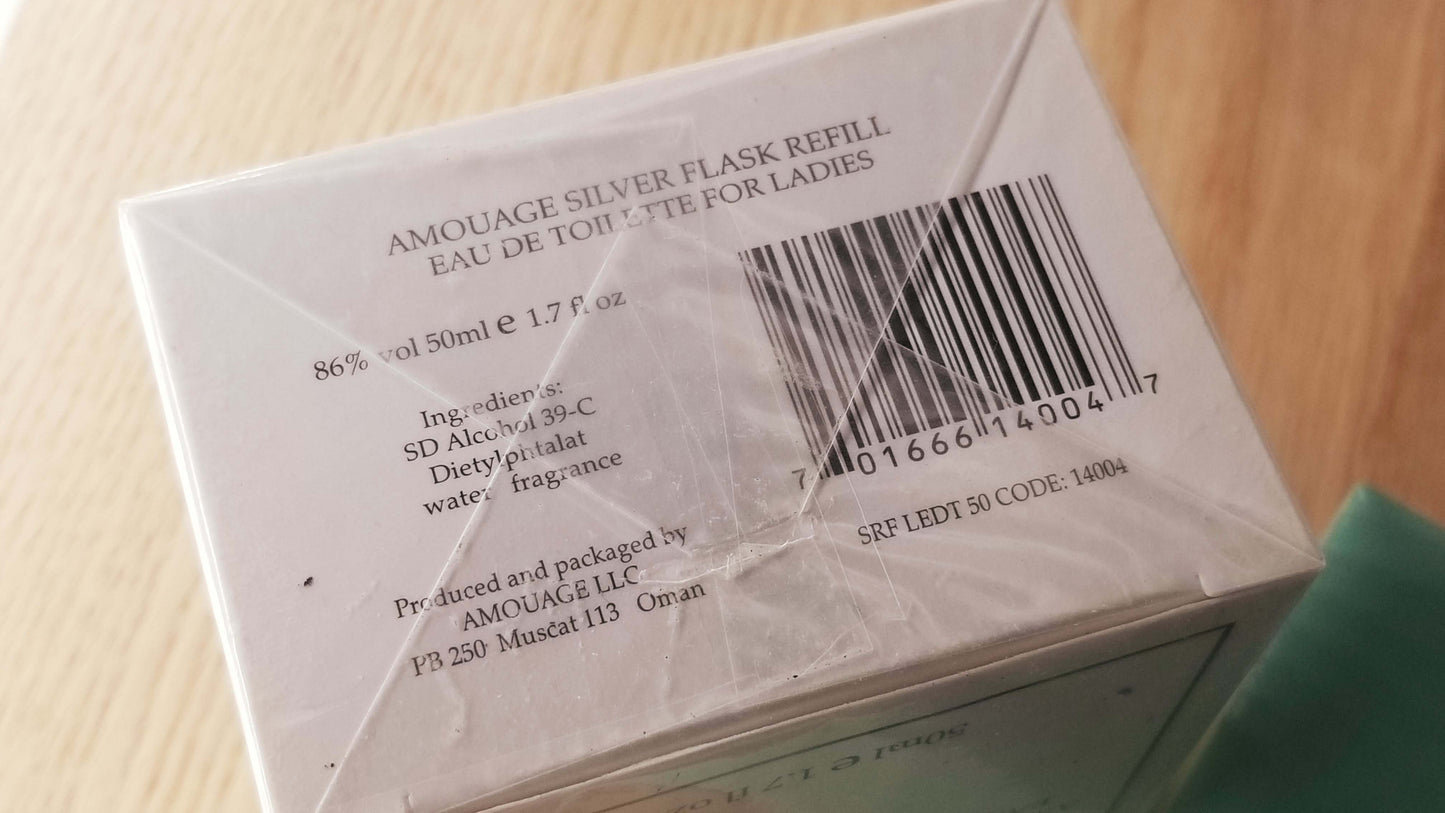 AMOUAGE SILVER FLASK REFILL
EAU DE TOILETTE FOR LADIES
86% vol 50ml e 1.7 fl oz
Ingredients:
SD Alcohol 39-C
Dietylphtalat
water fragrance
Produced and packaged by
AMOUAGE LLC
PB 250 Muscat 113 Oman
7 01666 14004 7
SRF LEDT 50 CODE: 14004
50ml e 1.7 fl oz